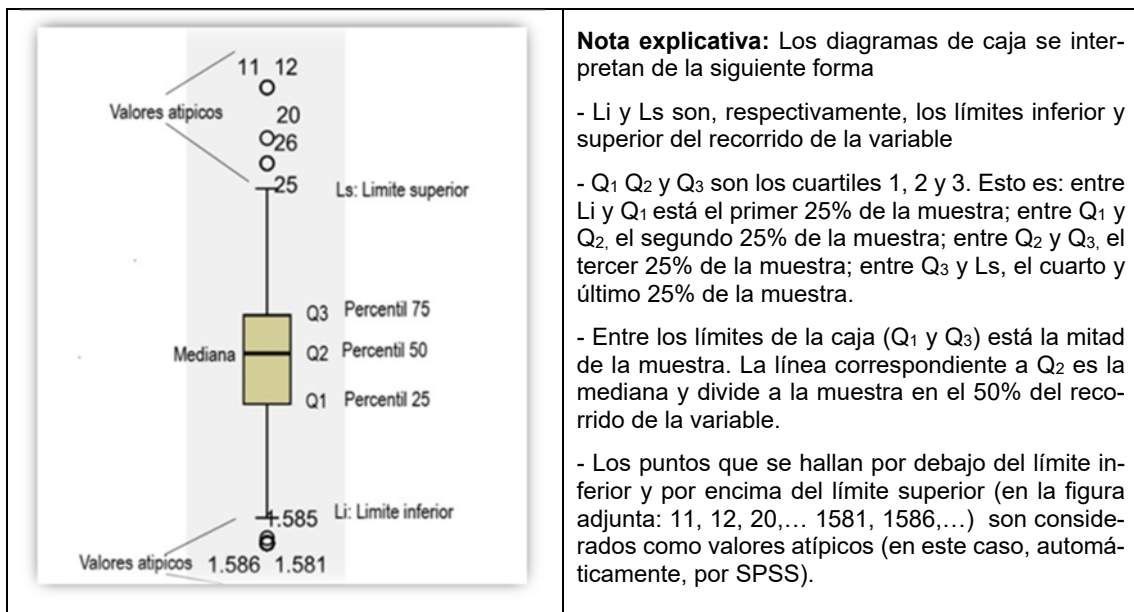 11 12
Valores atipicos
20
26
25
Ls: Limite superior
Q3 Percentil 75
Mediana
Q2 Percentil 50
Q1 Percentil 25
1.585
Li: Limite inferior
Valores atipicos
1.586 1.581
Nota explicativa: Los diagramas de caja se inter-
pretan de la siguiente forma
- Li y Ls son, respectivamente, los límites inferior y
superior del recorrido de la variable
- Q1 Q2 y Q3 son los cuartiles 1, 2 y 3. Esto es: entre
Li y Q1 está el primer 25% de la muestra; entre Q1 y
Q2, el segundo 25% de la muestra; entre Q2 y Q3, el
tercer 25% de la muestra; entre Q3 y Ls, el cuarto y
último 25% de la muestra.
- Entre los límites de la caja (Q1 y Q3) está la mitad
de la muestra. La línea correspondiente a Q2 es la
mediana y divide a la muestra en el 50% del reco-
rrido de la variable.
- Los puntos que se hallan por debajo del límite in-
ferior y por encima del límite superior (en la figura
adjunta: 11, 12, 20,... 1581, 1586,...) son conside-
rados como valores atípicos (en este caso, automá-
ticamente, por SPSS).